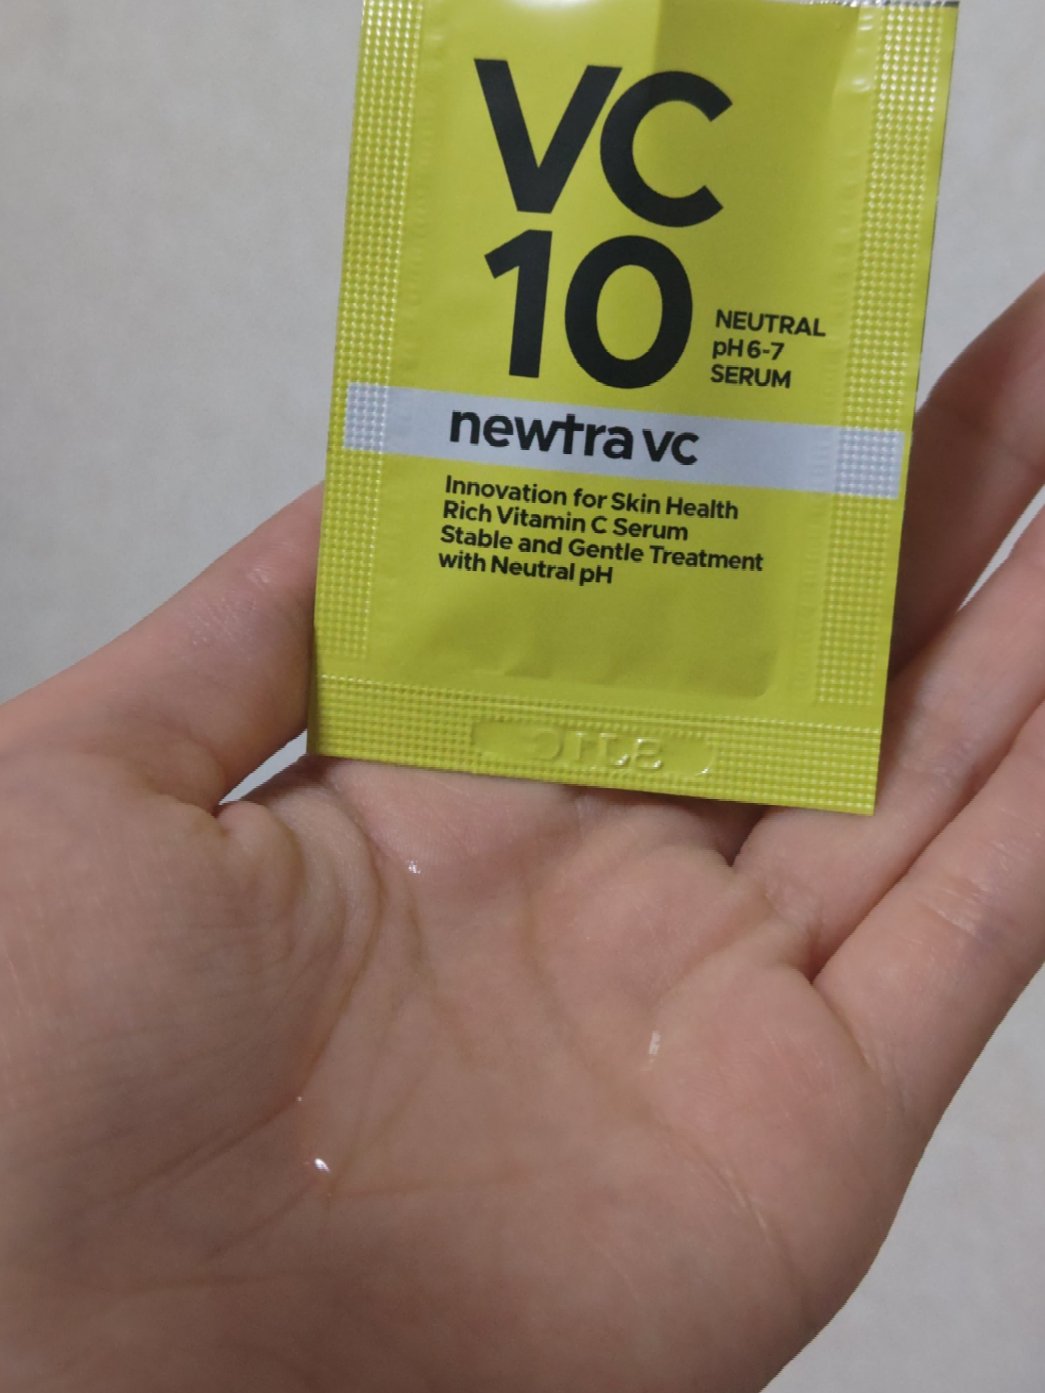 VC
10
NEUTRAL
pH 6-7
SERUM
newtra vc
Innovation for Skin Health
Rich Vitamin C Serum
Stable and Gentle Treatment
with Neutral pH